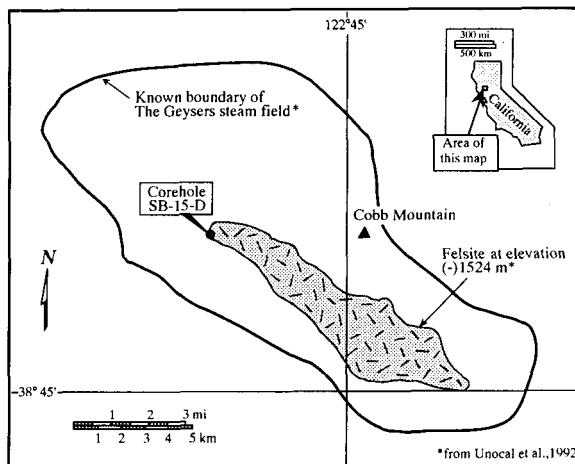 122°45'
300 mi
500 km
Known boundary of
The Geysers steam field*
California
Area of
this map
Corehole
SB-15-D
Cobb Mountain
Felsite at elevation
(-)1524 m*
N
38° 45'
1 2 3 mi
1 2 3 4 5 km
*from Unocal et al.,1992